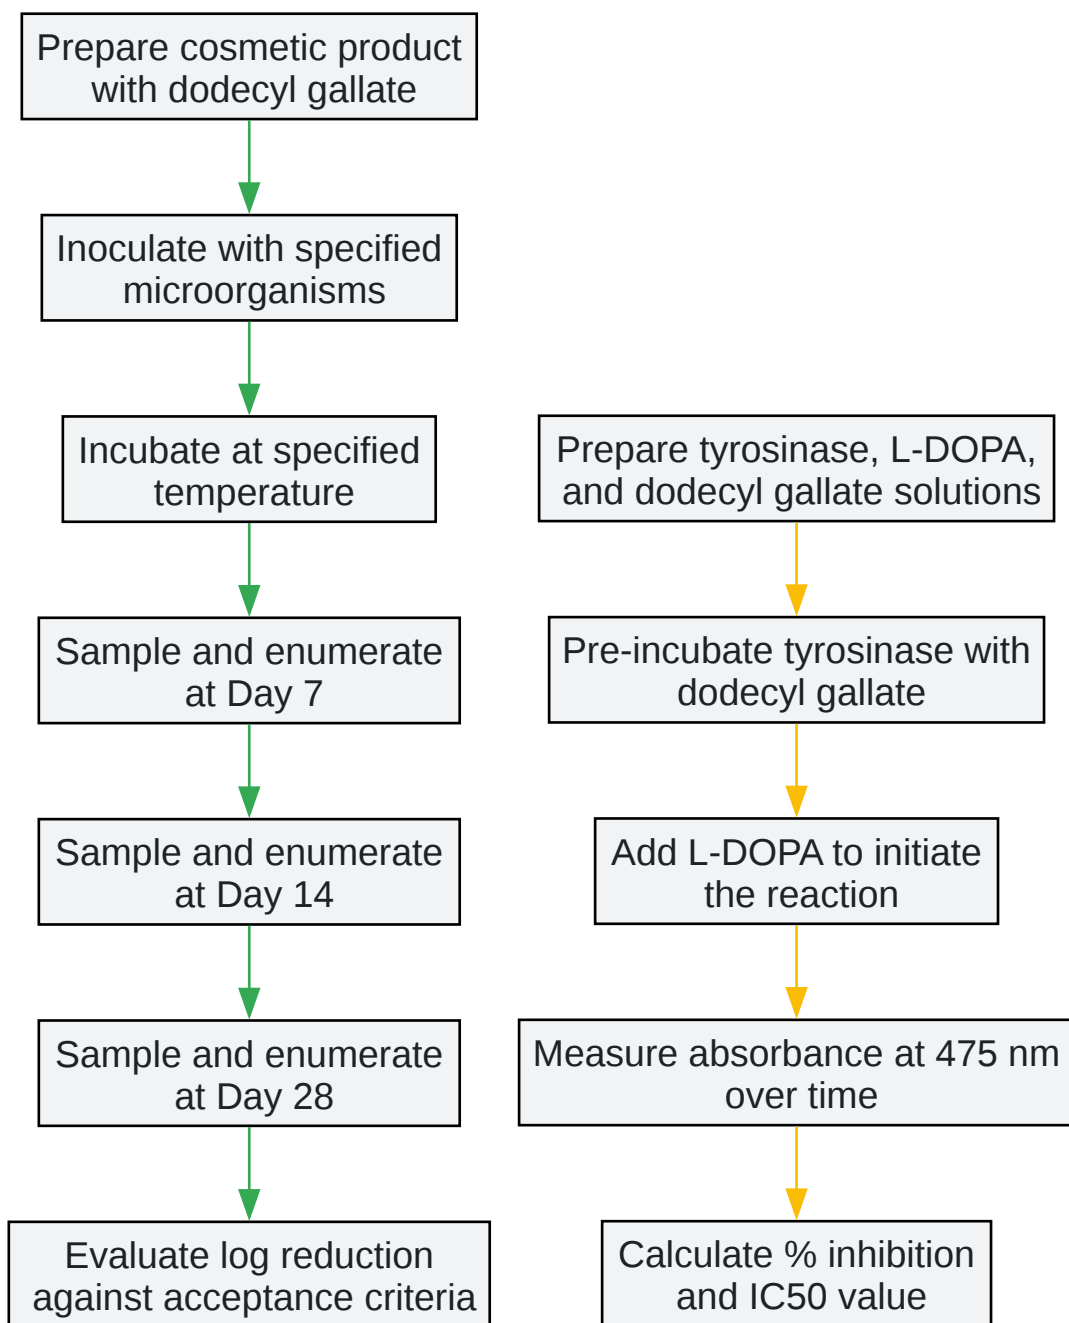 Prepare cosmetic product
with dodecyl gallate
Inoculate with specified
microorganisms
Incubate at specified
temperature
Sample and enumerate
at Day 7
Sample and enumerate
at Day 14
Sample and enumerate
at Day 28
Evaluate log reduction
against acceptance criteria
Prepare tyrosinase, L-DOPA,
and dodecyl gallate solutions
Pre-incubate tyrosinase with
dodecyl gallate
Add L-DOPA to initiate
the reaction
Measure absorbance at 475 nm
over time
Calculate % inhibition
and IC50 value